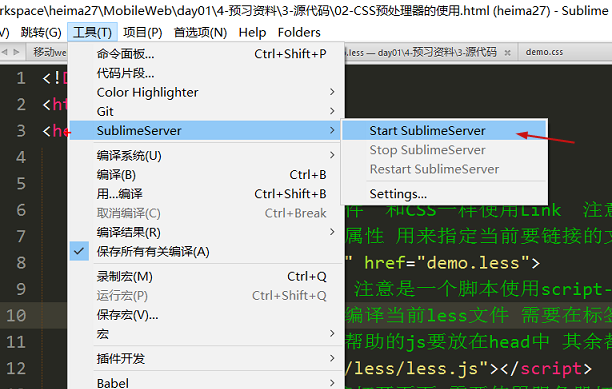 rkspace\heima27\MobileWeb\day01\4-预习资料\3-源代码\02-CSS预处理器的使用.html (heima27) - Sublime
V) 跳转(G) 工具(T) 项目(P) 首选项(N) Help Folders
移动we .less — day01\4-预习资料\3-源代码 demo.css
命令面板... Ctrl+Shift+P
代码片段...
Color Highlighter
Git
SublimeServer
编译系统(U)
编译(B) Ctrl+B
用...编译 Ctrl+Shift+B
取消编译(C) Ctrl+Break
编译结果(R)
保存所有有关编译(A)
录制宏(M) Ctrl+Q
运行宏(P) Ctrl+Shift+Q
保存宏(V)...
宏
插件开发
Babel
Start SublimeServer
Stop SublimeServer
Restart SublimeServer
Settings...
1 <!D
2 <ht
3 <he
4
5
6 件 和CSS一样使用Link 注意
7 属性 用来指定当前要链接的文
8 " href="demo.less">
9 注意是一个脚本使用script-
10 编译当前less文件 需要在标签
11 帮助的js要放在head中 其余都
12 /less/less.js"></script>
13